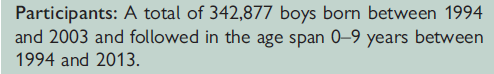 Participants: A total of 342,877 boys born between 1994
and 2003 and followed in the age span 0–9 years between
1994 and 2013.